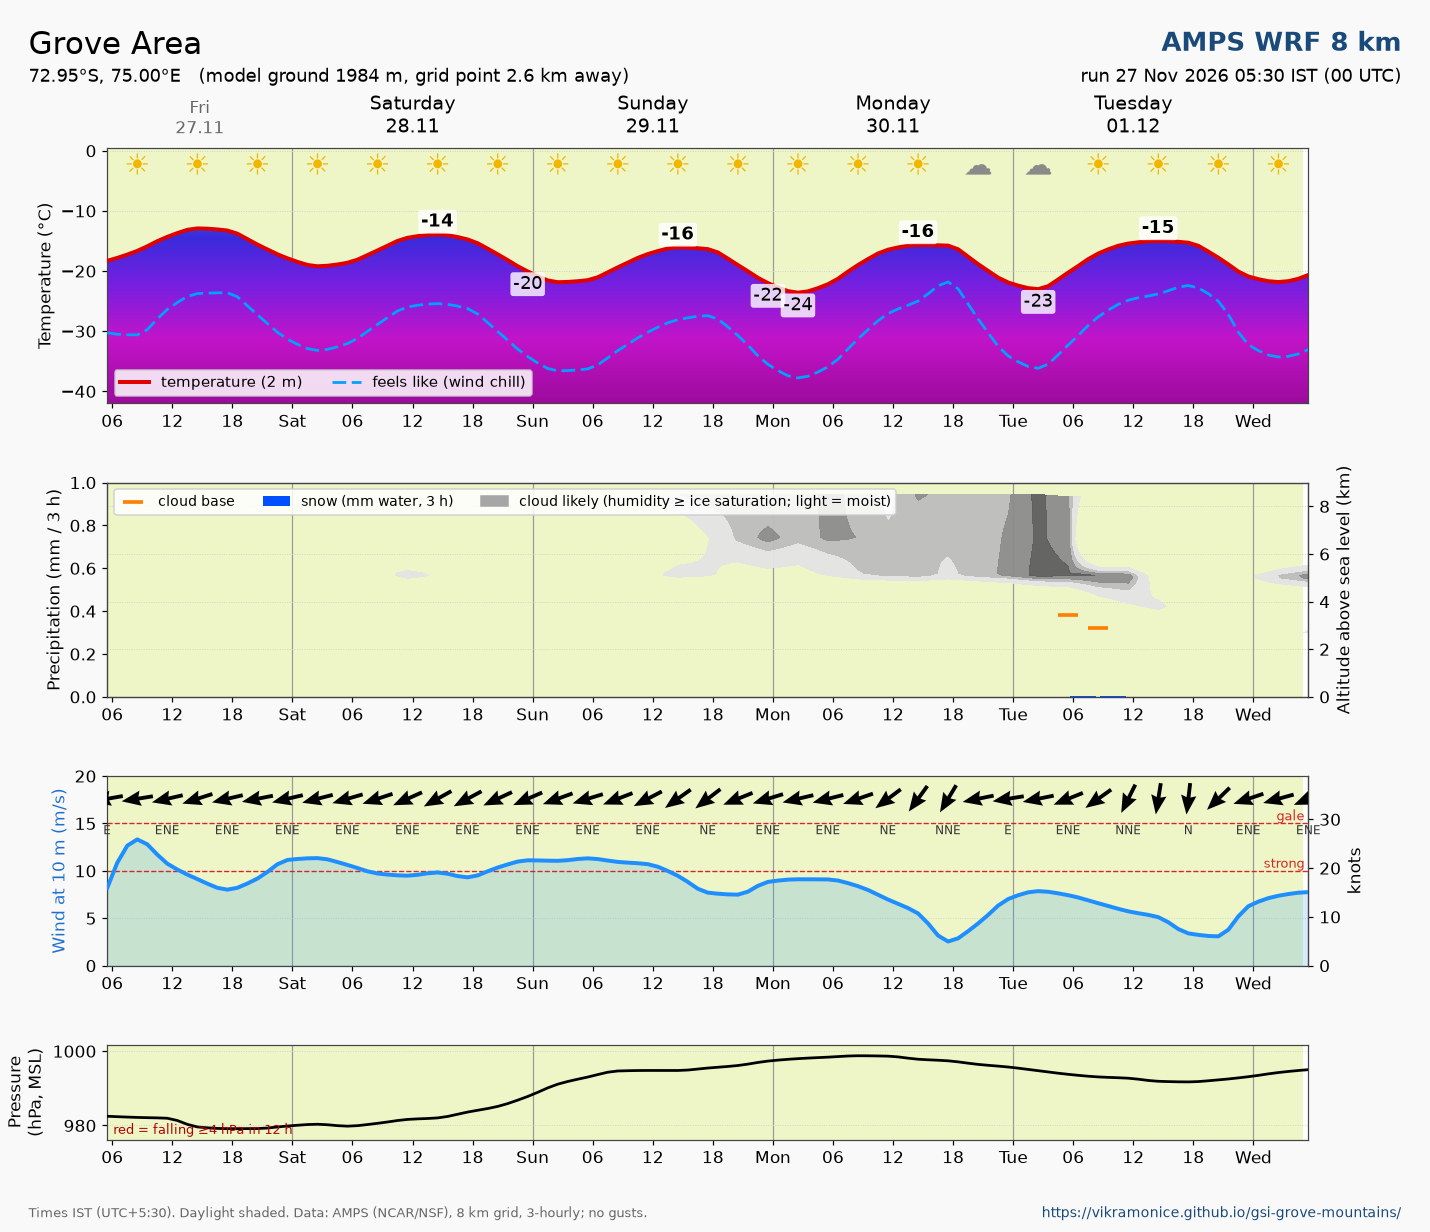 Grove Area
AMPS WRF 8 km
72.95°S, 75.00°E (model ground 1984 m, grid point 2.6 km away)
run 27 Nov 2026 05:30 IST (00 UTC)
Fri
27.11
Saturday
28.11
Sunday
29.11
Monday
30.11
Tuesday
01.12
Temperature (°C)
0
−10
−20
−30
−40
-14
-16
-16
-15
-20
-22
-24
-23
temperature (2 m)
feels like (wind chill)
06 12 18 Sat 06 12 18 Sun 06 12 18 Mon 06 12 18 Tue 06 12 18 Wed
Precipitation (mm / 3 h)
1.0
0.8
0.6
0.4
0.2
0.0
cloud base
snow (mm water, 3 h)
cloud likely (humidity ≥ ice saturation; light = moist)
8
6
4
2
0
Altitude above sea level (km)
06 12 18 Sat 06 12 18 Sun 06 12 18 Mon 06 12 18 Tue 06 12 18 Wed
Wind at 10 m (m/s)
20
15
10
5
0
E ENE ENE ENE ENE ENE ENE ENE ENE ENE NE ENE ENE NE NNE E ENE NNE N ENE ENE
gale
strong
30
20
10
0
knots
06 12 18 Sat 06 12 18 Sun 06 12 18 Mon 06 12 18 Tue 06 12 18 Wed
Pressure
(hPa, MSL)
1000
980
red = falling ≥4 hPa in 12 h
06 12 18 Sat 06 12 18 Sun 06 12 18 Mon 06 12 18 Tue 06 12 18 Wed
Times IST (UTC+5:30). Daylight shaded. Data: AMPS (NCAR/NSF), 8 km grid, 3-hourly; no gusts.
https://vikramonice.github.io/gsi-grove-mountains/